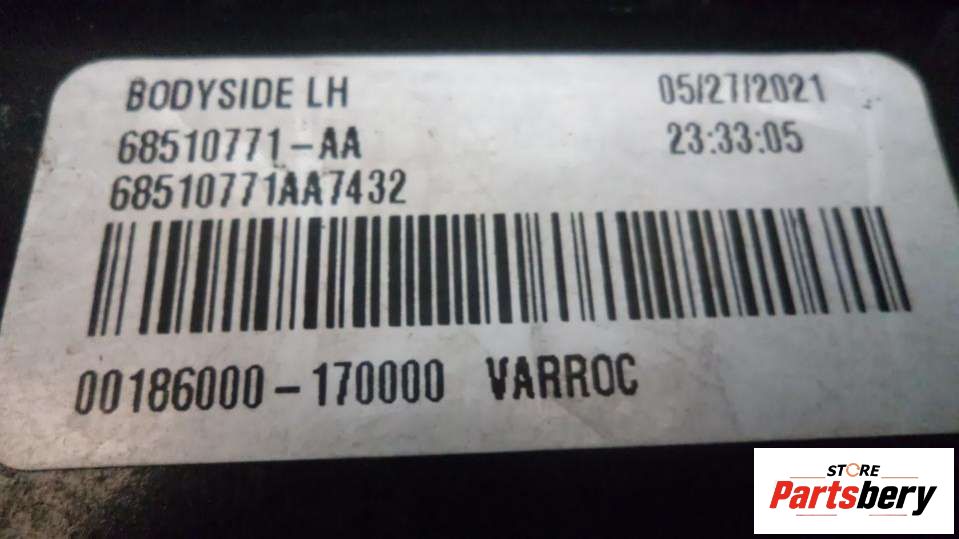 BODYSIDE LH 05/27/2021
68510771-AA 23:33:05
68510771AA7432
00186000-170000 VARROC
STORE
Partsbery